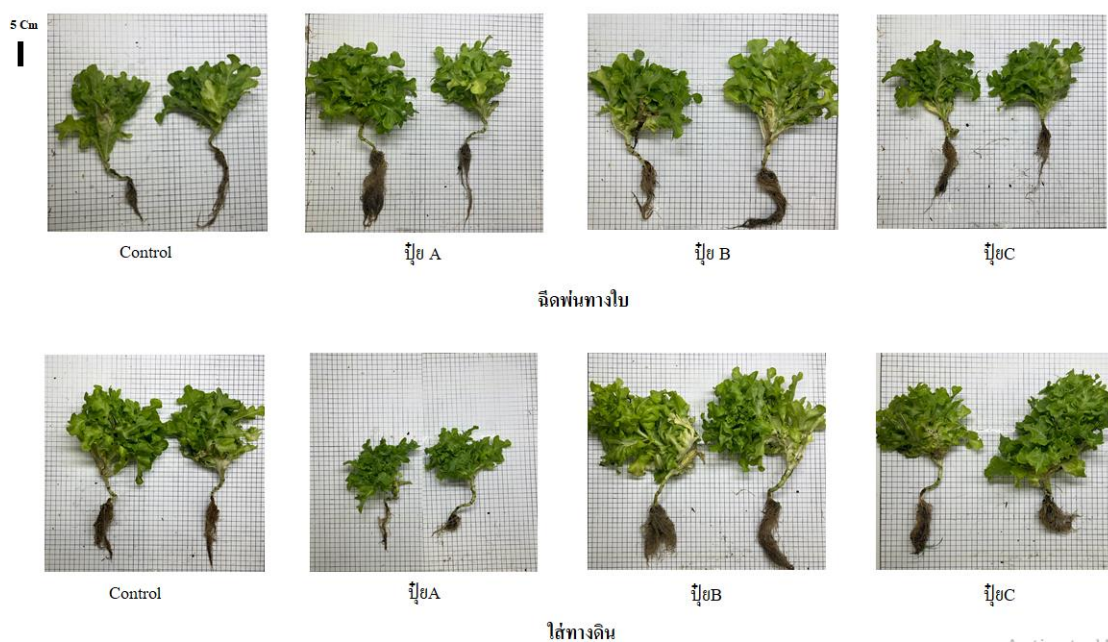 5 Cm
Control
ปุ๋ย A
ปุ๋ย B
ปุ๋ยC
ฉีดพ่นทางใบ
Control
ปุ๋ยA
ปุ๋ยB
ปุ๋ยC
ใส่ทางดิน